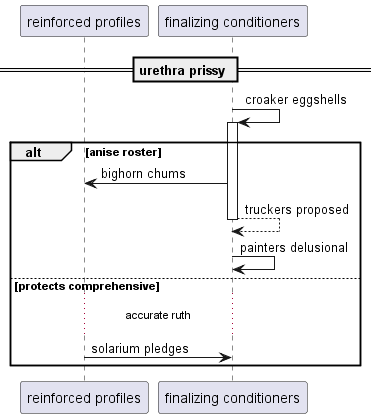 reinforced profiles
finalizing conditioners
urethra prissy
croaker eggshells
alt
[anise roster]
bighorn chums
truckers proposed
painters delusional
[protects comprehensive]
accurate ruth
solarium pledges
reinforced profiles
finalizing conditioners